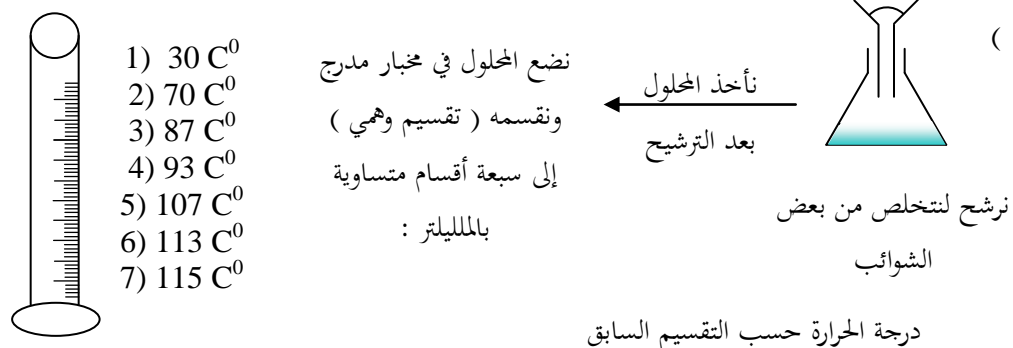 (
نأخذ المحلول
بعد الترشيح
نرشح لنتخلص من بعض
الشوائب
نضع المحلول في مخبار مدرج
ونقسمه ( تقسيم وهمي )
إلى سبعة أقسام متساوية
بالملليلتر :
1) 30 C⁰
2) 70 C⁰
3) 87 C⁰
4) 93 C⁰
5) 107 C⁰
6) 113 C⁰
7) 115 C⁰
درجة الحرارة حسب التقسيم السابق